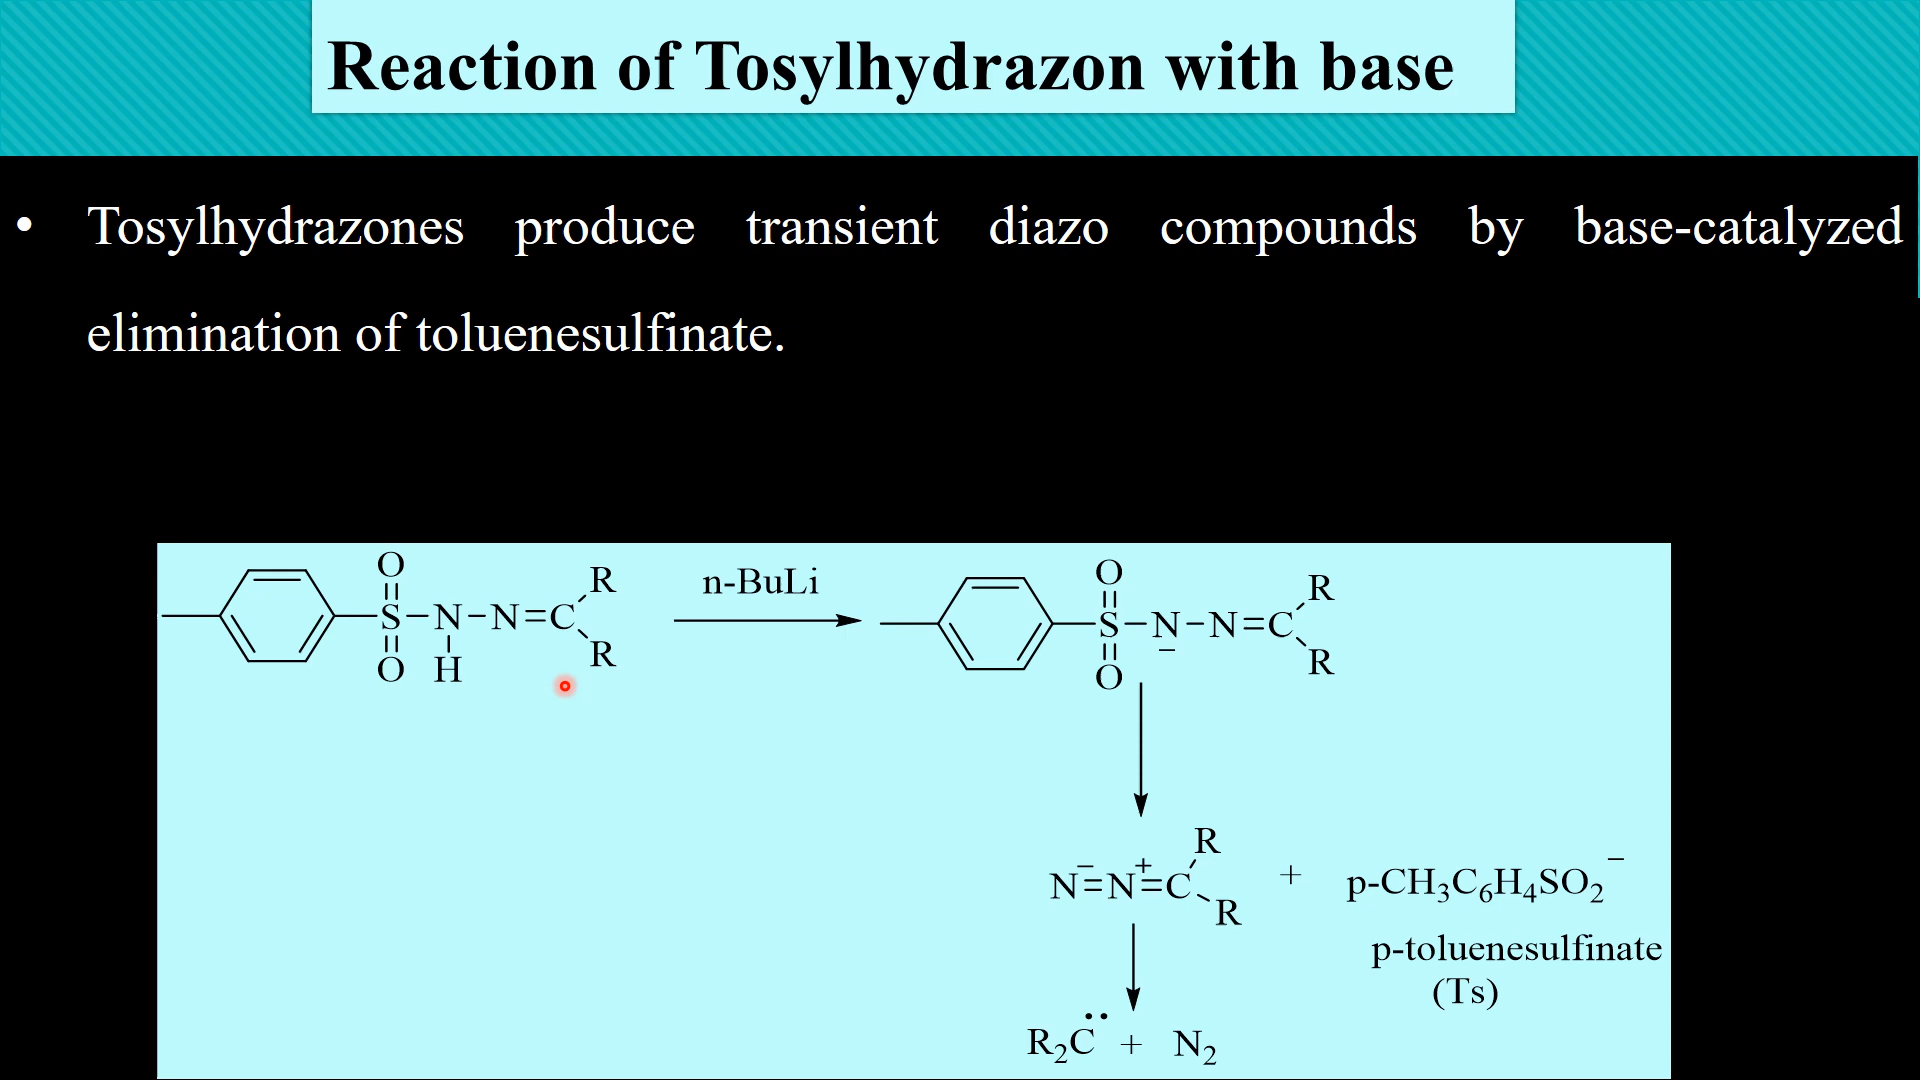 Reaction of Tosylhydrazon with base
• Tosylhydrazones produce transient diazo compounds by base-catalyzed
elimination of toluenesulfinate.
O
S
O
N
H
N=C
R
R
n-BuLi
O
S
O
N
−
N=C
R
R
N=N=C
− +
R
R
+
p-CH₃C₆H₄SO₂⁻
p-toluenesulfinate
(Ts)
R₂C̈ + N₂